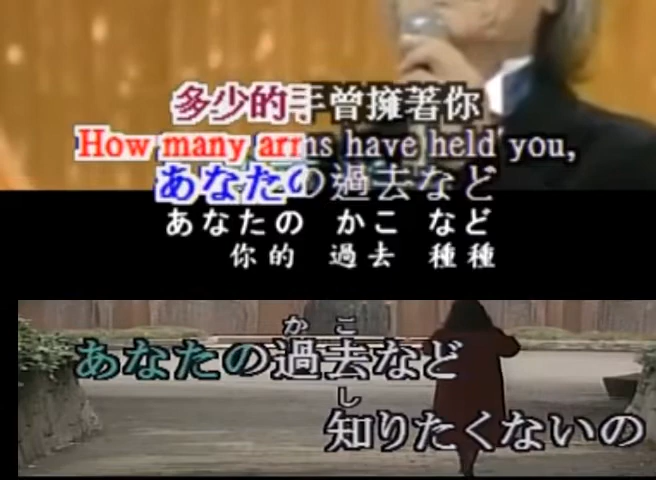 多少的手曾擁著你
How many arms have held you,
あなたの過去など
あなたの かこ など
你的 過去 種種
かこ
あなたの過去など
し
知りたくないの